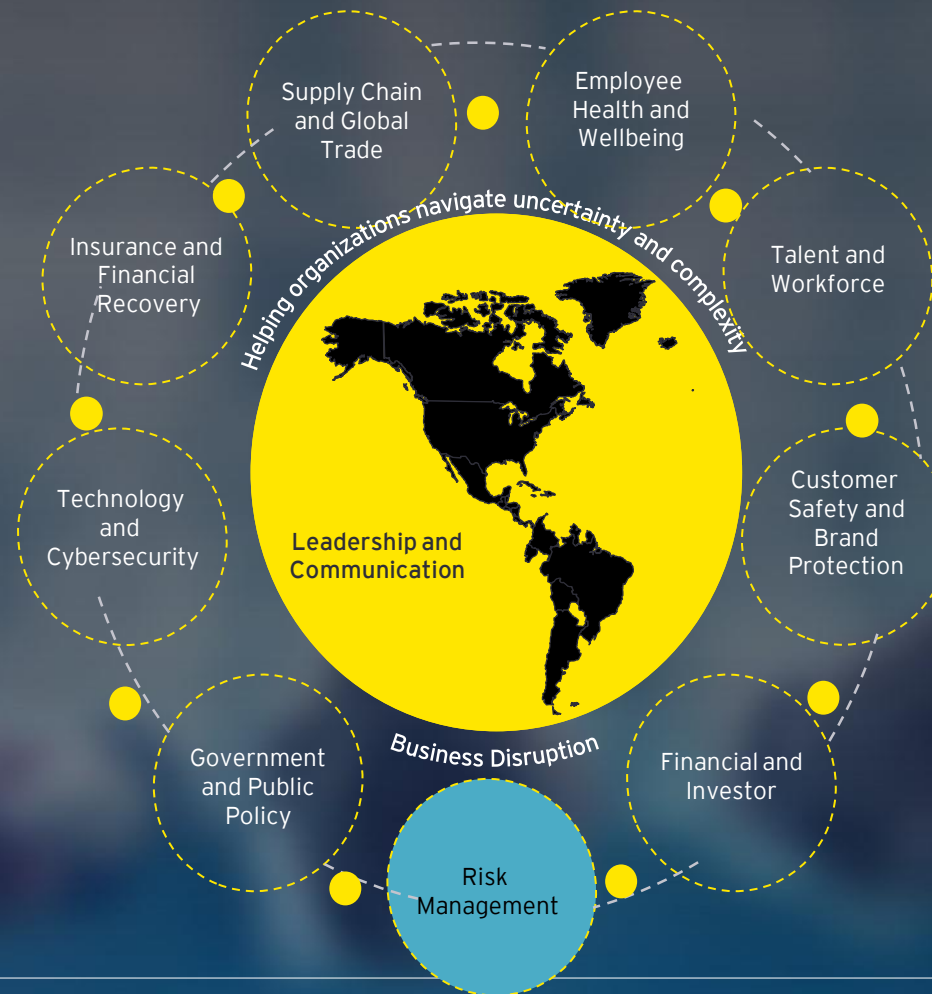 Supply Chain
and Global
Trade
Employee
Health and
Wellbeing
Insurance and
Financial
Recovery
Helping organizations navigate uncertainty and complexity
Talent and
Workforce
Technology
and
Cybersecurity
Leadership and
Communication
Customer
Safety and
Brand
Protection
Government
and Public
Policy
Business Disruption
Financial and
Investor
Risk
Management